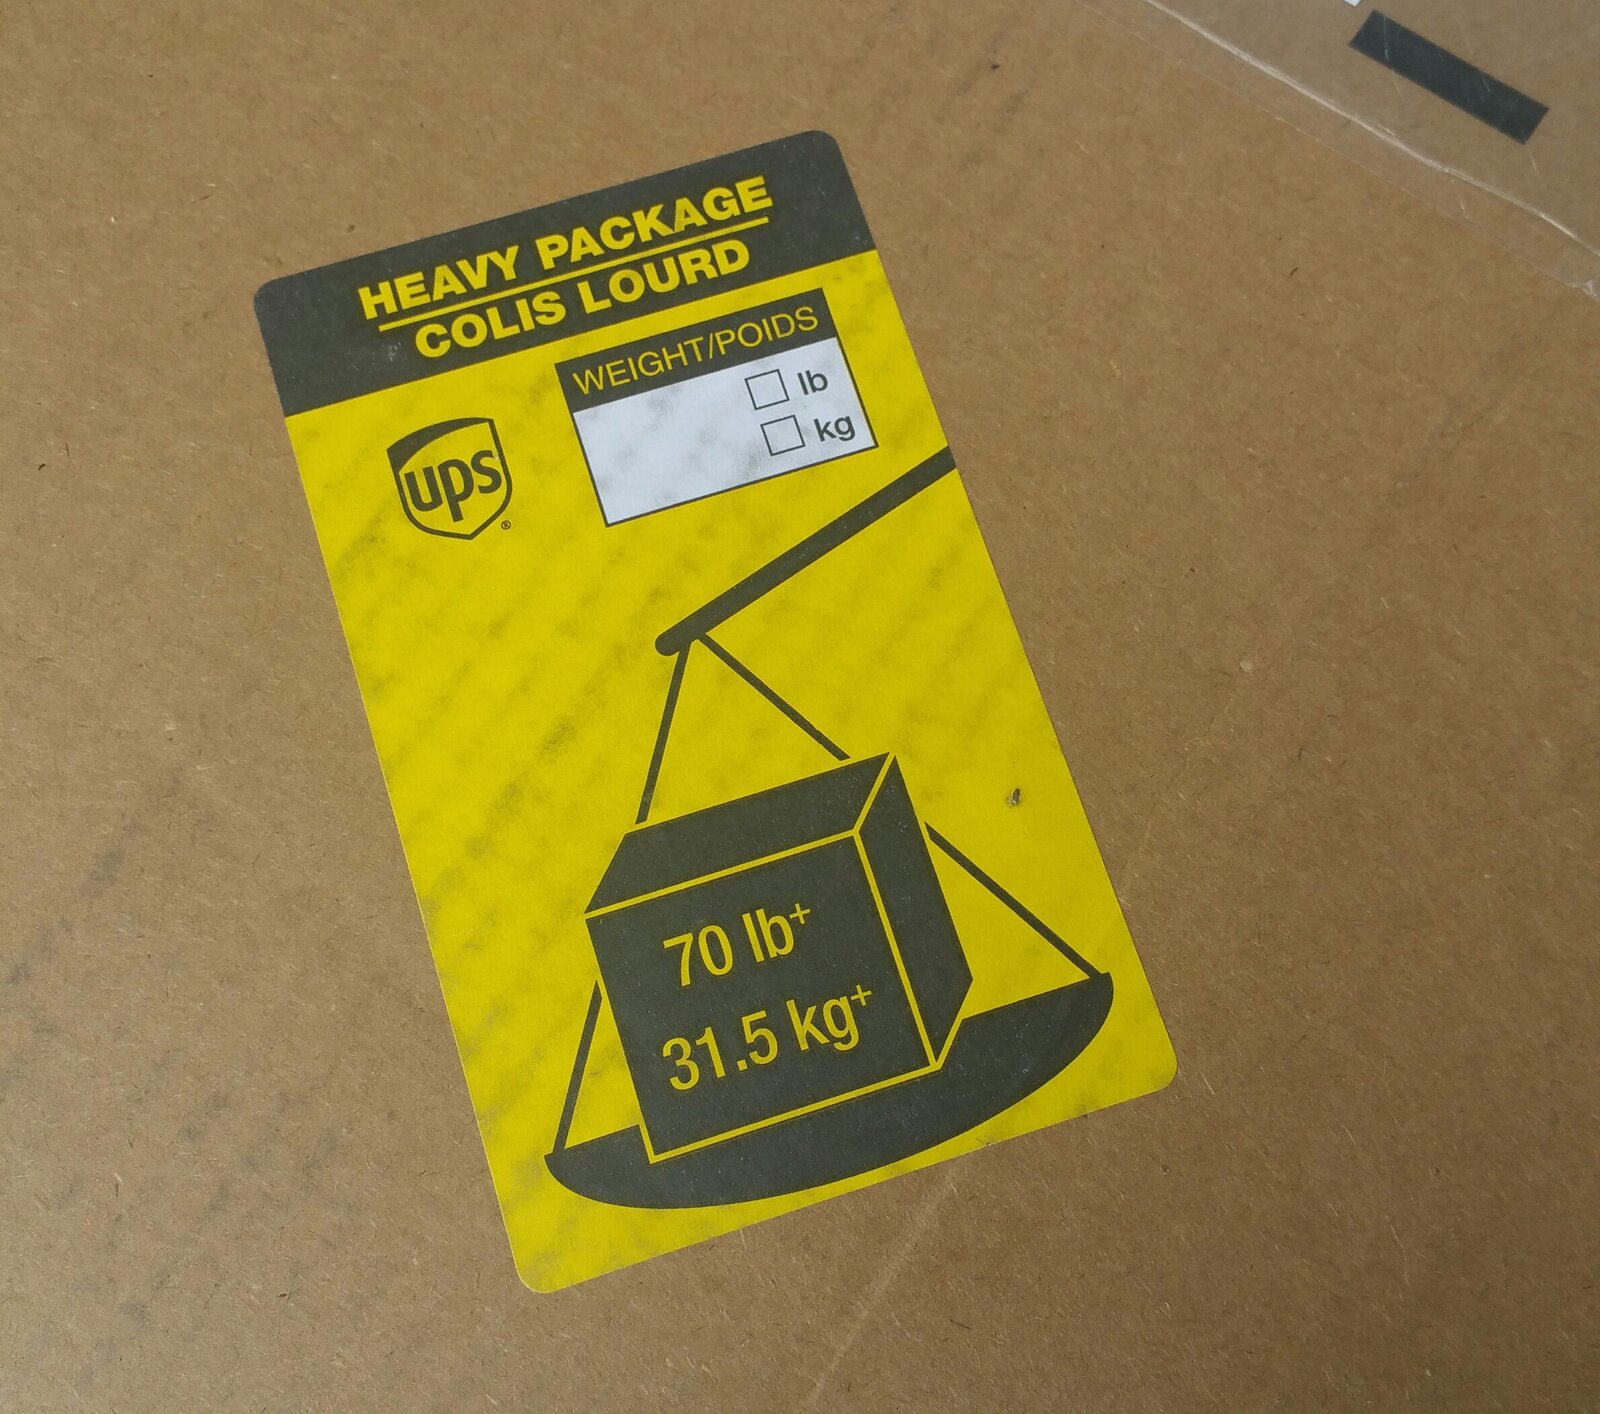 HEAVY PACKAGE
COLIS LOURD
WEIGHT/POIDS
lb
kg
ups®
70 lb+
31.5 kg+